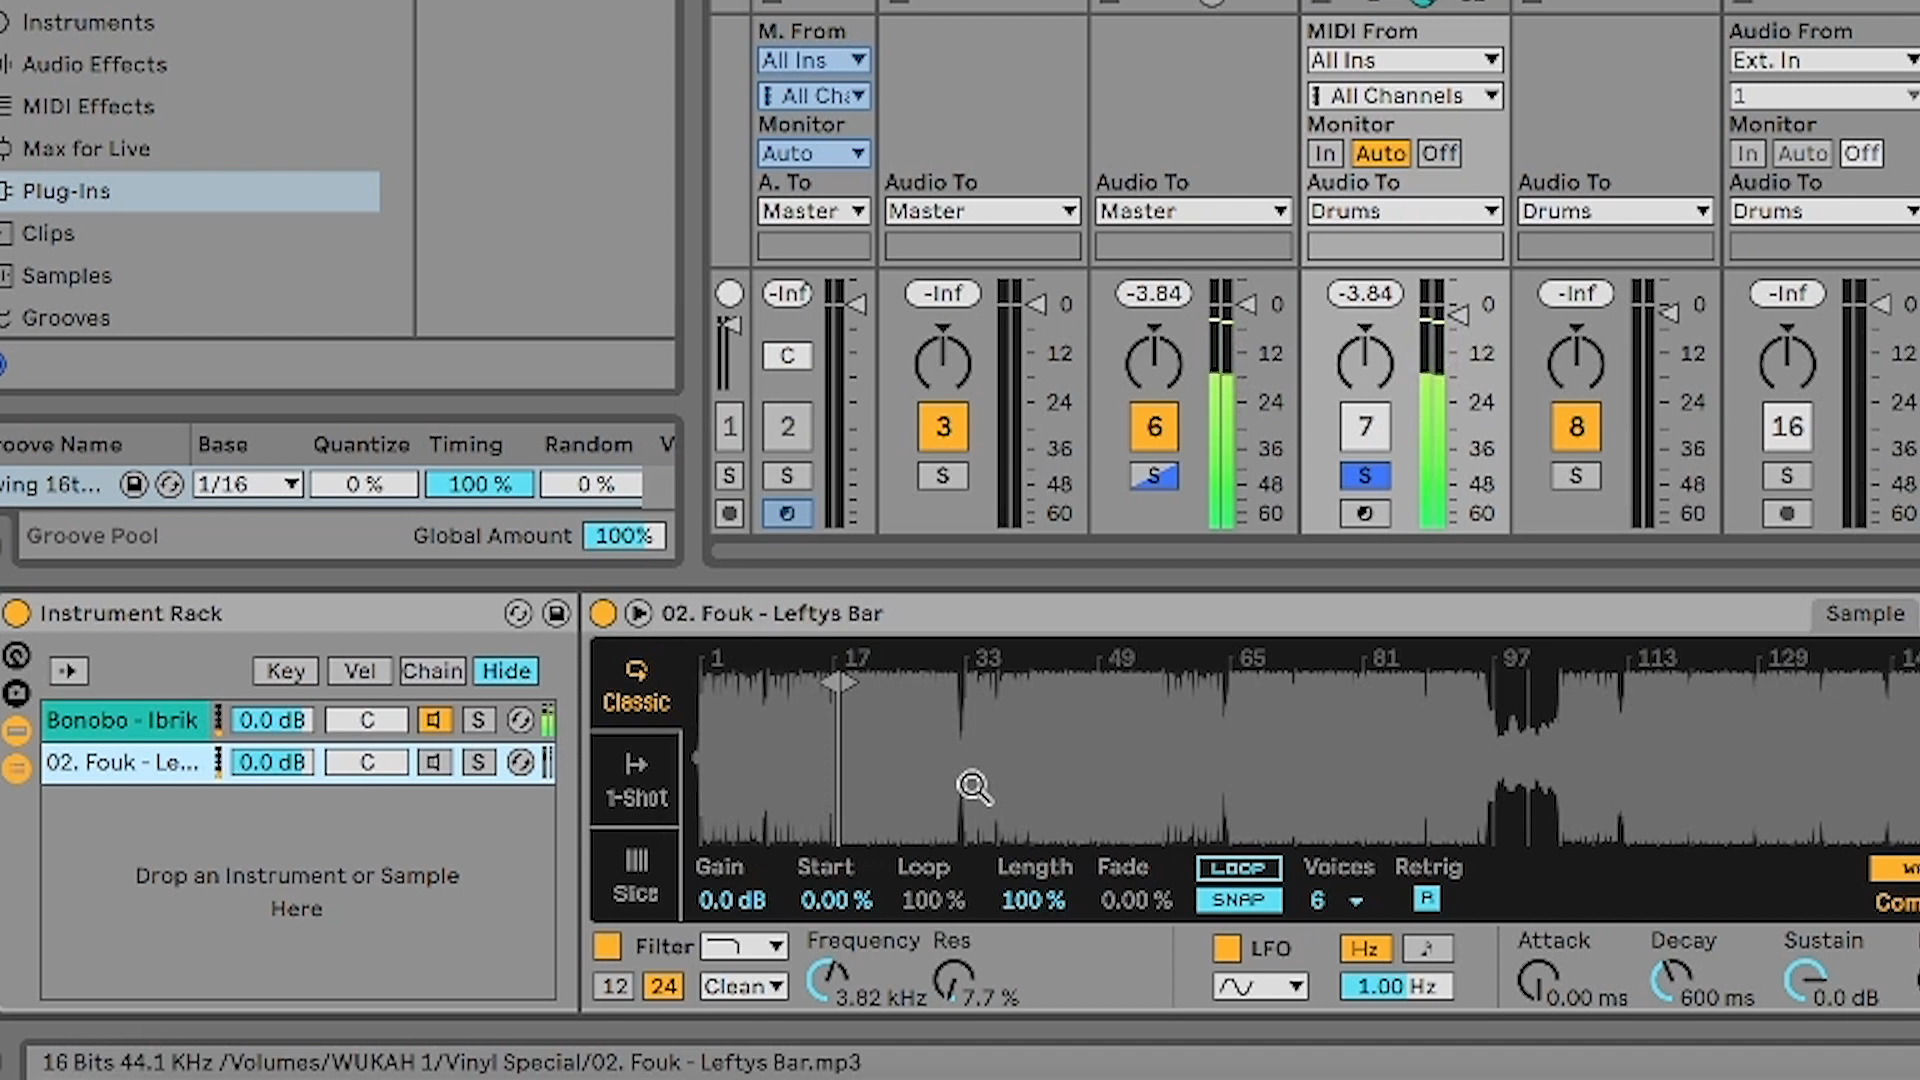 Instruments
Audio Effects
MIDI Effects
Max for Live
Plug-Ins
Clips
Samples
Grooves
M. From
All Ins
Monitor
Auto
A. To
Master
C
-Inf
1
2
S
S
Audio To
Master
-Inf
0
12
24
36
48
60
3
S
Audio To
Master
-3.84
0
12
24
36
48
60
6
S
MIDI From
All Ins
All Channels
Monitor
In Auto Off
Audio To
Drums
-3.84
0
12
24
36
48
60
7
S
Audio To
Drums
-Inf
0
12
24
36
48
60
8
S
Audio From
Ext. In
1
Monitor
In Auto Off
Audio To
Drums
-Inf
0
12
24
36
48
60
16
S
Groove Name Base Quantize Timing Random
16t... 1/16 0 % 100 % 0 %
Groove Pool Global Amount 100%
Instrument Rack
Key Vel Chain Hide
Bonobo - Ibrik 0.0 dB C S
02. Fouk - Le... 0.0 dB C S
Drop an Instrument or Sample
Here
02. Fouk - Leftys Bar Sample
1 17 33 49 65 81 97 113 129
Classic
1-Shot
Slice
Gain Start Loop Length Fade LOOP Voices Retrig
0.0 dB 0.00 % 100 % 100 % 0.00 % SNAP 6 R
Filter Frequency Res LFO Hz Attack Decay Sustain
12 24 Clean 3.82 kHz 7.7 % 1.00 Hz 0.00 ms 600 ms 0.0 dB
16 Bits 44.1 KHz /Volumes/WUKAH 1/Vinyl Special/02. Fouk - Leftys Bar.mp3